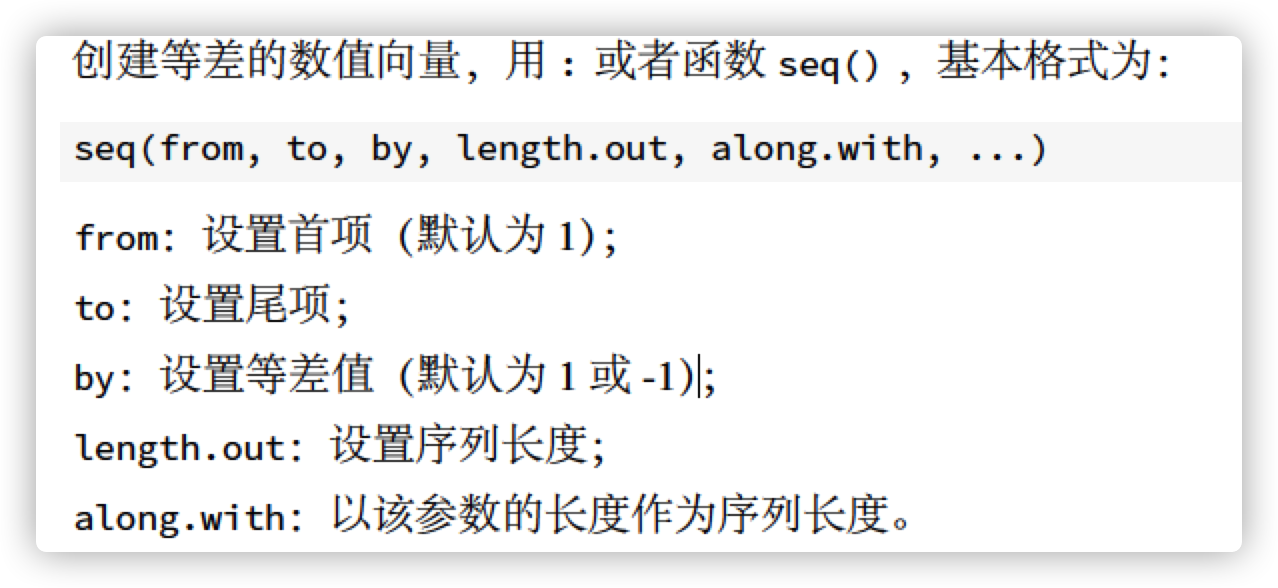 创建等差的数值向量，用 : 或者函数 seq() ，基本格式为：
seq(from, to, by, length.out, along.with, ...)
from：设置首项（默认为 1）；
to：设置尾项；
by：设置等差值（默认为 1 或 -1）；
length.out：设置序列长度；
along.with：以该参数的长度作为序列长度。